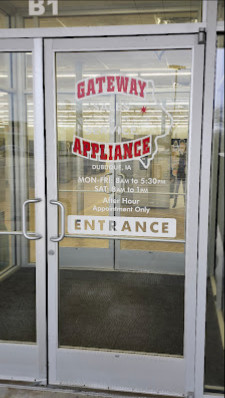 B1
GATEWAY
APPLIANCE
DUBUQUE, IA
MON-FRI: 8AM to 5:30PM
SAT: 8AM to 1PM
After Hour
Appointment Only
ENTRANCE